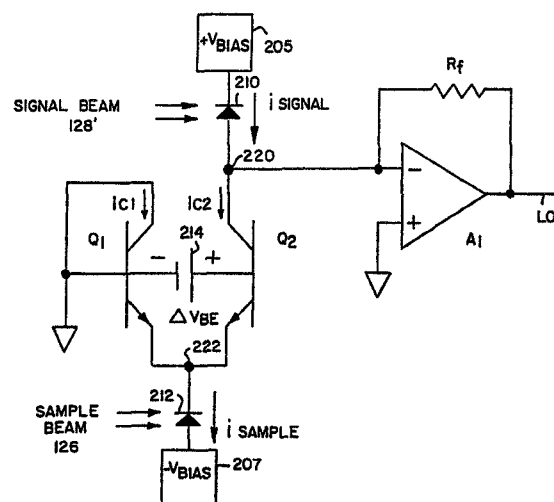 +VBIAS
205
210
i SIGNAL
SIGNAL BEAM
128'
220
Rf
iC1
iC2
214
Q1
Q2
− +
ΔVBE
−
+
A1
LO
222
212
SAMPLE
BEAM
126
i SAMPLE
−VBIAS
207